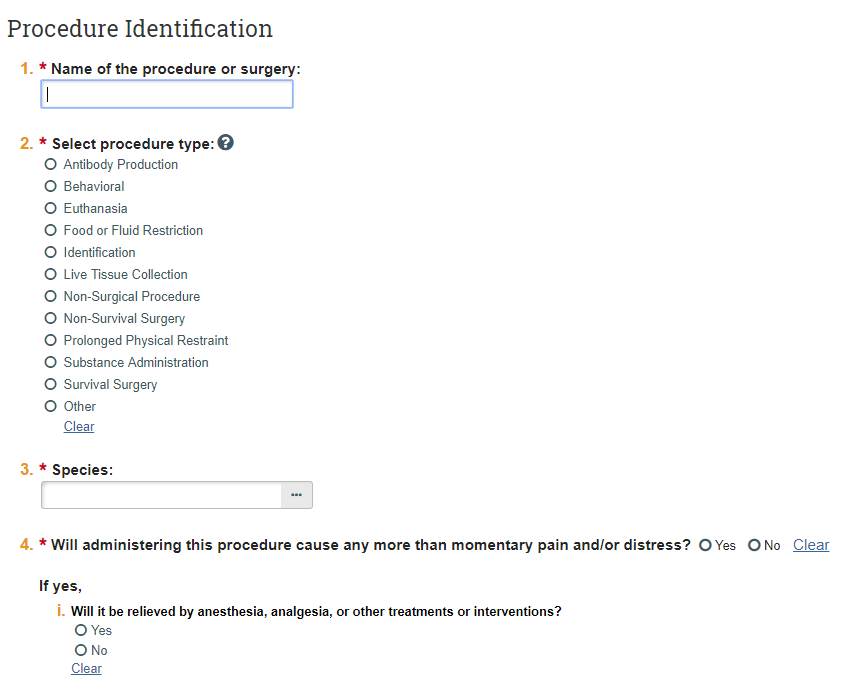 Procedure Identification
1. * Name of the procedure or surgery:
2. * Select procedure type: ?
Antibody Production
Behavioral
Euthanasia
Food or Fluid Restriction
Identification
Live Tissue Collection
Non-Surgical Procedure
Non-Survival Surgery
Prolonged Physical Restraint
Substance Administration
Survival Surgery
Other
Clear
3. * Species:
...
4. * Will administering this procedure cause any more than momentary pain and/or distress? Yes No Clear
If yes,
i. Will it be relieved by anesthesia, analgesia, or other treatments or interventions?
Yes
No
Clear